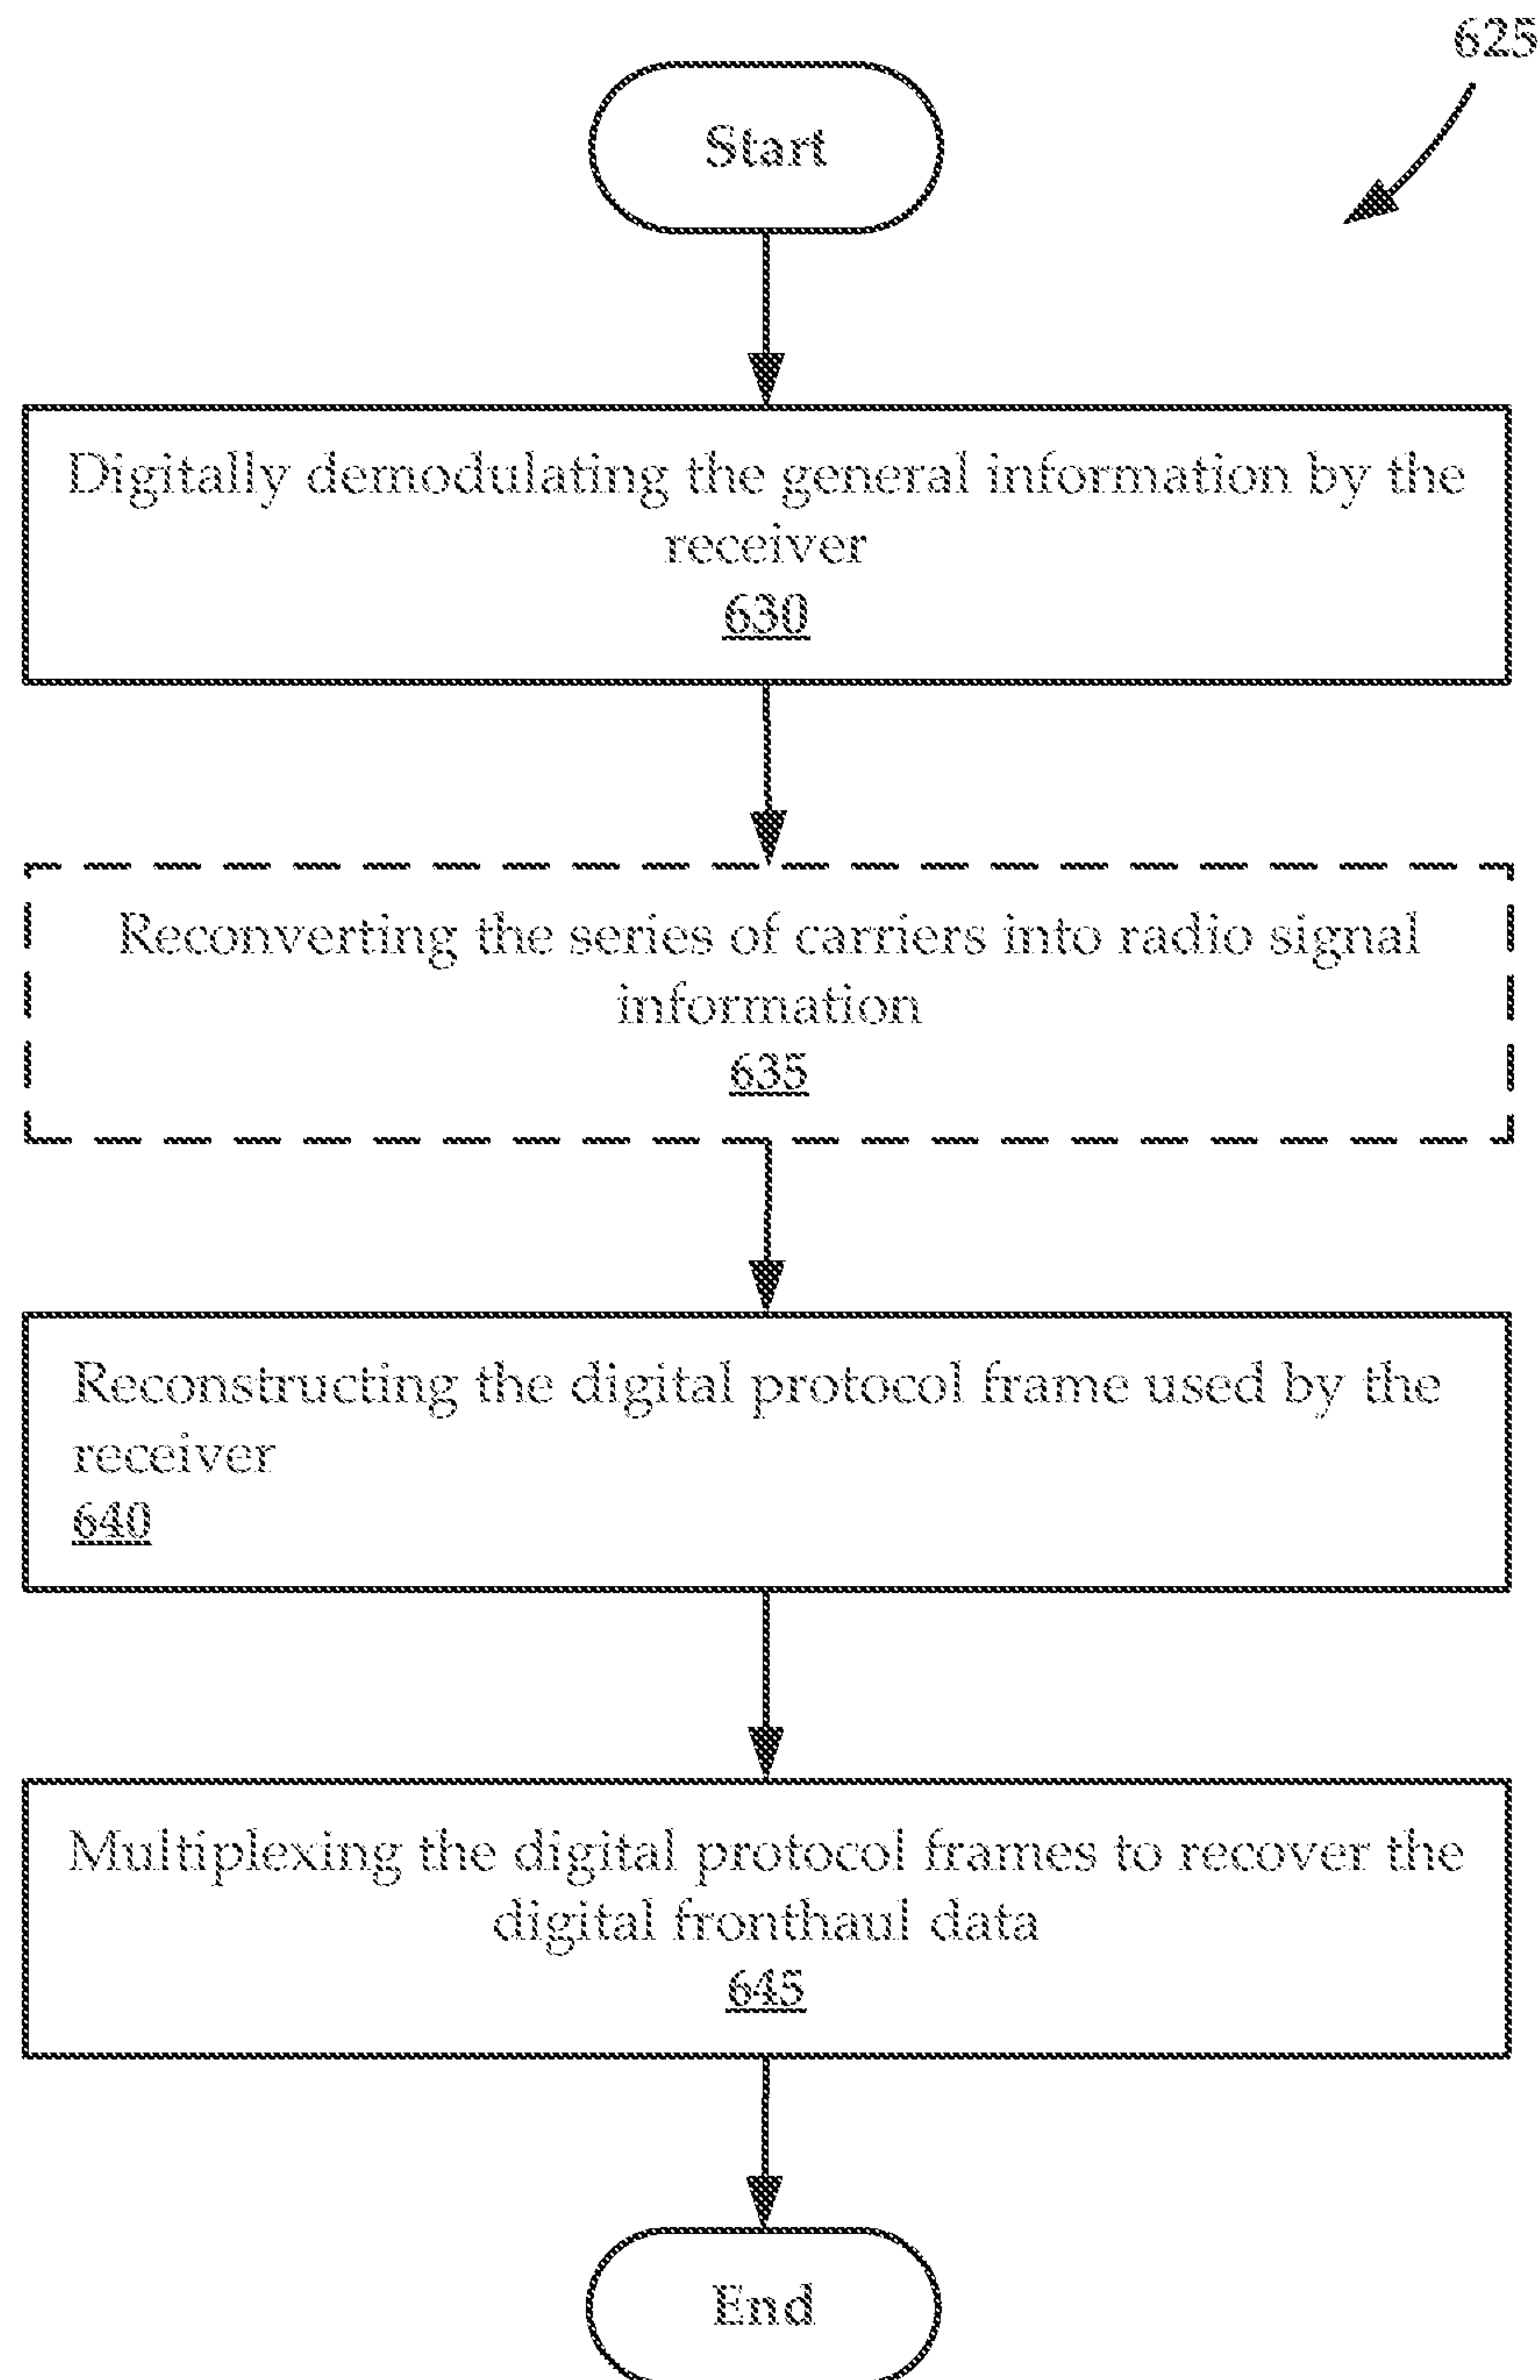 625
Start
Digitally demodulating the general information by the
receiver
630
Reconverting the series of carriers into radio signal
information
635
Reconstructing the digital protocol frame used by the
receiver
640
Multiplexing the digital protocol frames to recover the
digital fronthaul data
645
End